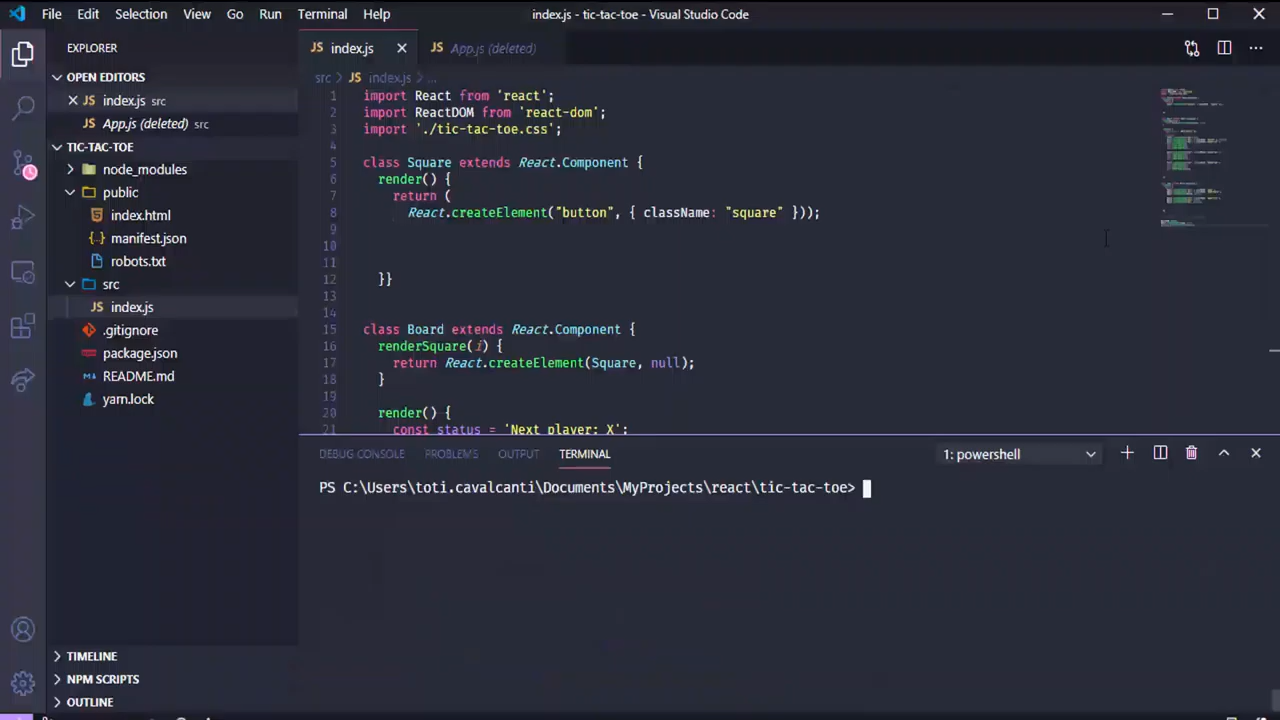 File Edit Selection View Go Run Terminal Help index.js - tic-tac-toe - Visual Studio Code
EXPLORER
OPEN EDITORS
index.js src
App.js (deleted) src
TIC-TAC-TOE
node_modules
public
index.html
manifest.json
robots.txt
src
JS index.js
.gitignore
package.json
README.md
yarn.lock
TIMELINE
NPM SCRIPTS
OUTLINE
JS index.js JS App.js (deleted)
src > JS index.js > ...
1 import React from 'react';
2 import ReactDOM from 'react-dom';
3 import './tic-tac-toe.css';
4
5 class Square extends React.Component {
6 render() {
7 return (
8 React.createElement("button", { className: "square" }));
9
10
11
12 }}
13
14
15 class Board extends React.Component {
16 renderSquare(i) {
17 return React.createElement(Square, null);
18 }
19
20 render() {
21 const status = 'Next player: X';
DEBUG CONSOLE PROBLEMS OUTPUT TERMINAL 1: powershell
PS C:\Users\toti.cavalcanti\Documents\MyProjects\react\tic-tac-toe>